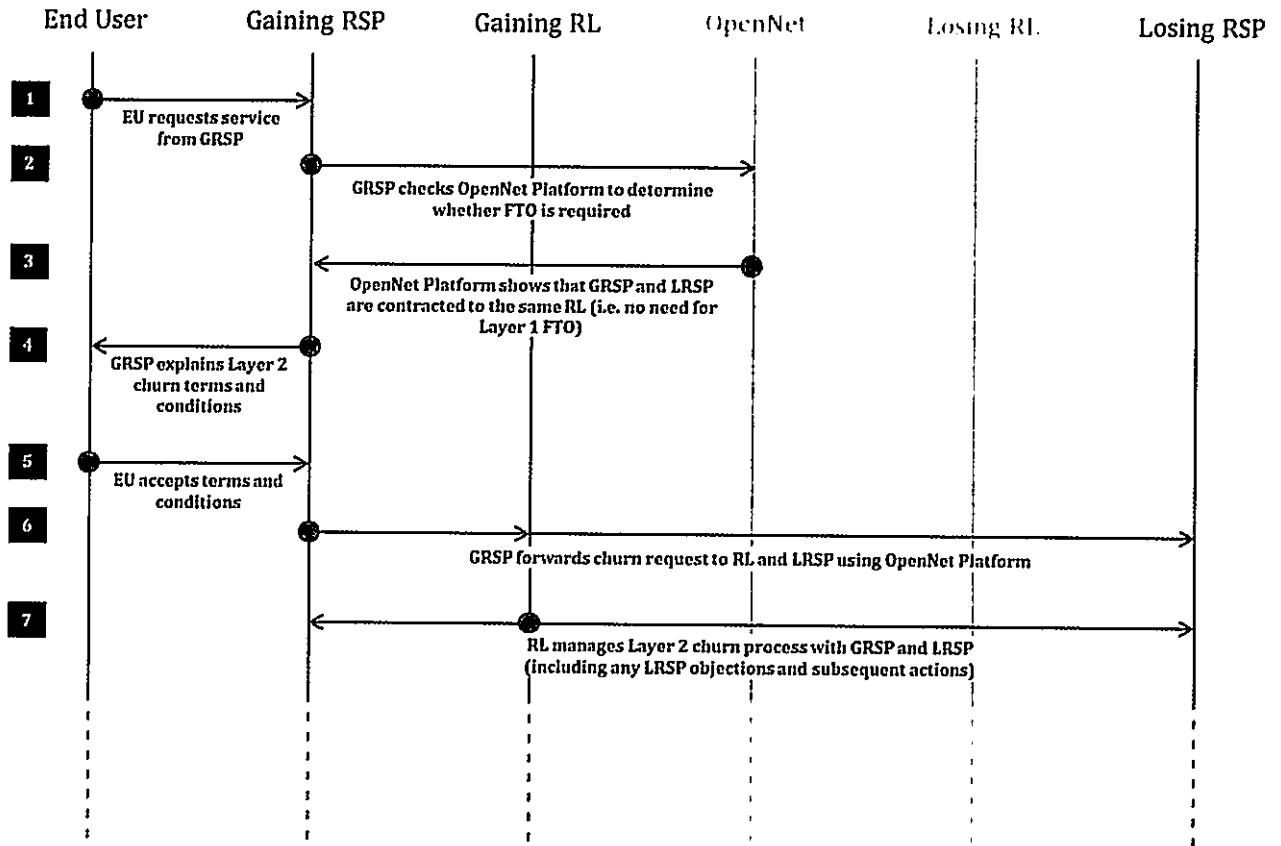 End User
Gaining RSP
Gaining RL
OpenNet
Losing RL
Losing RSP
1
EU requests service
from GRSP
2
GRSP checks OpenNet Platform to determine
whether FTO is required
3
OpenNet Platform shows that GRSP and LRSP
are contracted to the same RL (i.e. no need for
Layer 1 FTO)
4
GRSP explains Layer 2
churn terms and
conditions
5
EU accepts terms and
conditions
6
GRSP forwards churn request to RL and LRSP using OpenNet Platform
7
RL manages Layer 2 churn process with GRSP and LRSP
(including any LRSP objections and subsequent actions)